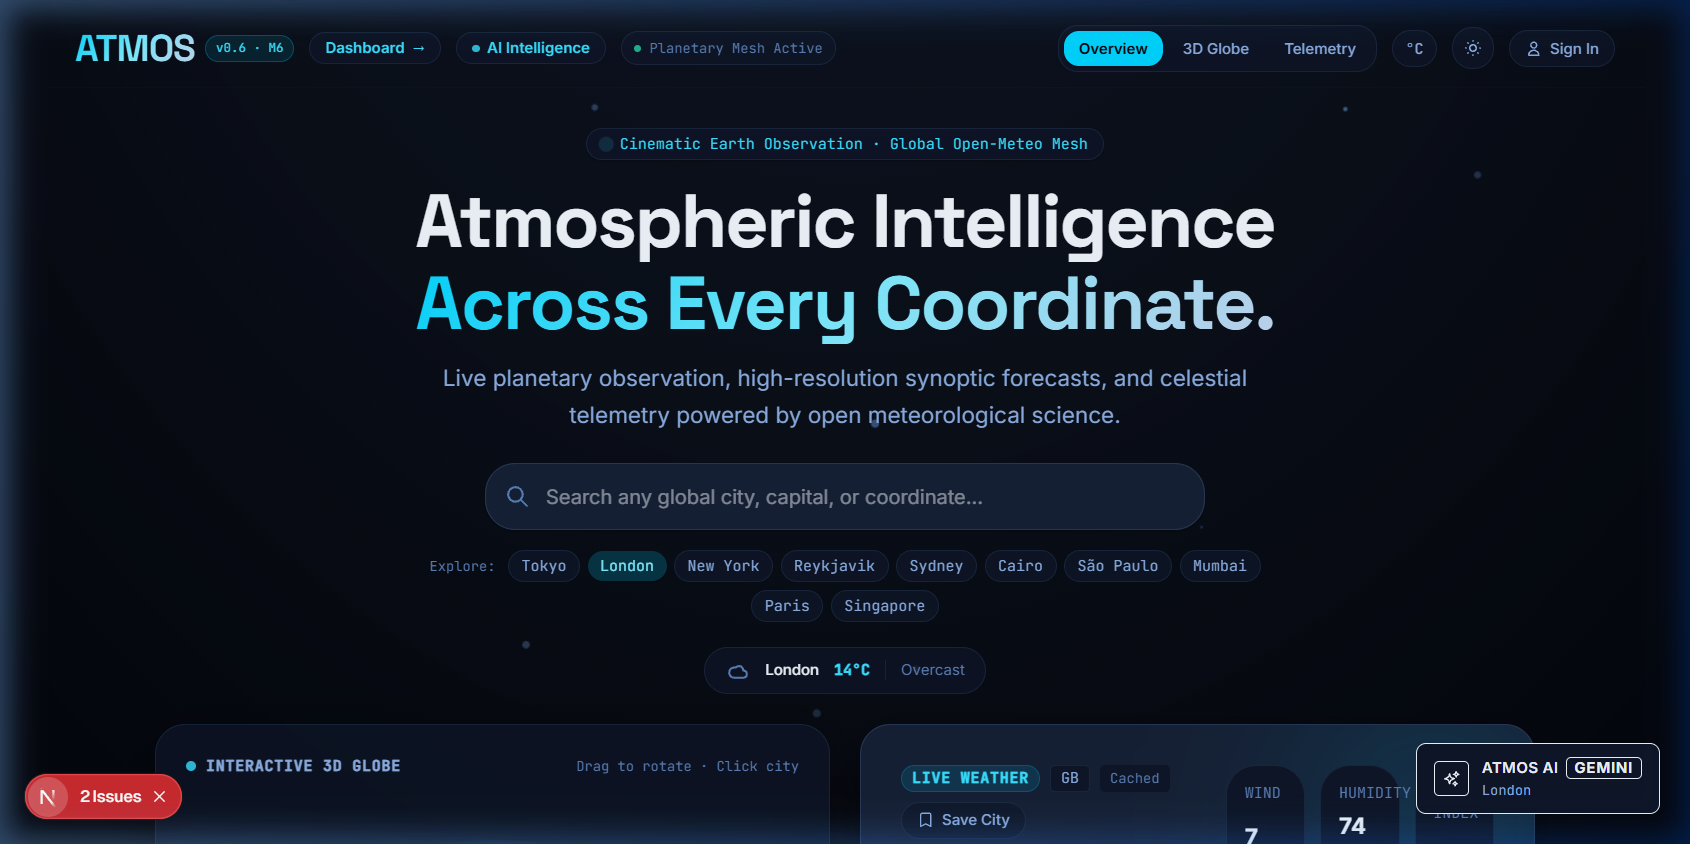 ATMOS v0.6 · M6 Dashboard → AI Intelligence Planetary Mesh Active Overview 3D Globe Telemetry °C Sign In
Cinematic Earth Observation · Global Open-Meteo Mesh
Atmospheric Intelligence
Across Every Coordinate.
Live planetary observation, high-resolution synoptic forecasts, and celestial
telemetry powered by open meteorological science.
Search any global city, capital, or coordinate...
Explore: Tokyo London New York Reykjavik Sydney Cairo São Paulo Mumbai
Paris Singapore
London 14°C Overcast
INTERACTIVE 3D GLOBE Drag to rotate · Click city
LIVE WEATHER GB Cached
Save City
WIND
7
HUMIDITY
74
INDEX
ATMOS AI GEMINI
London
N 2 Issues